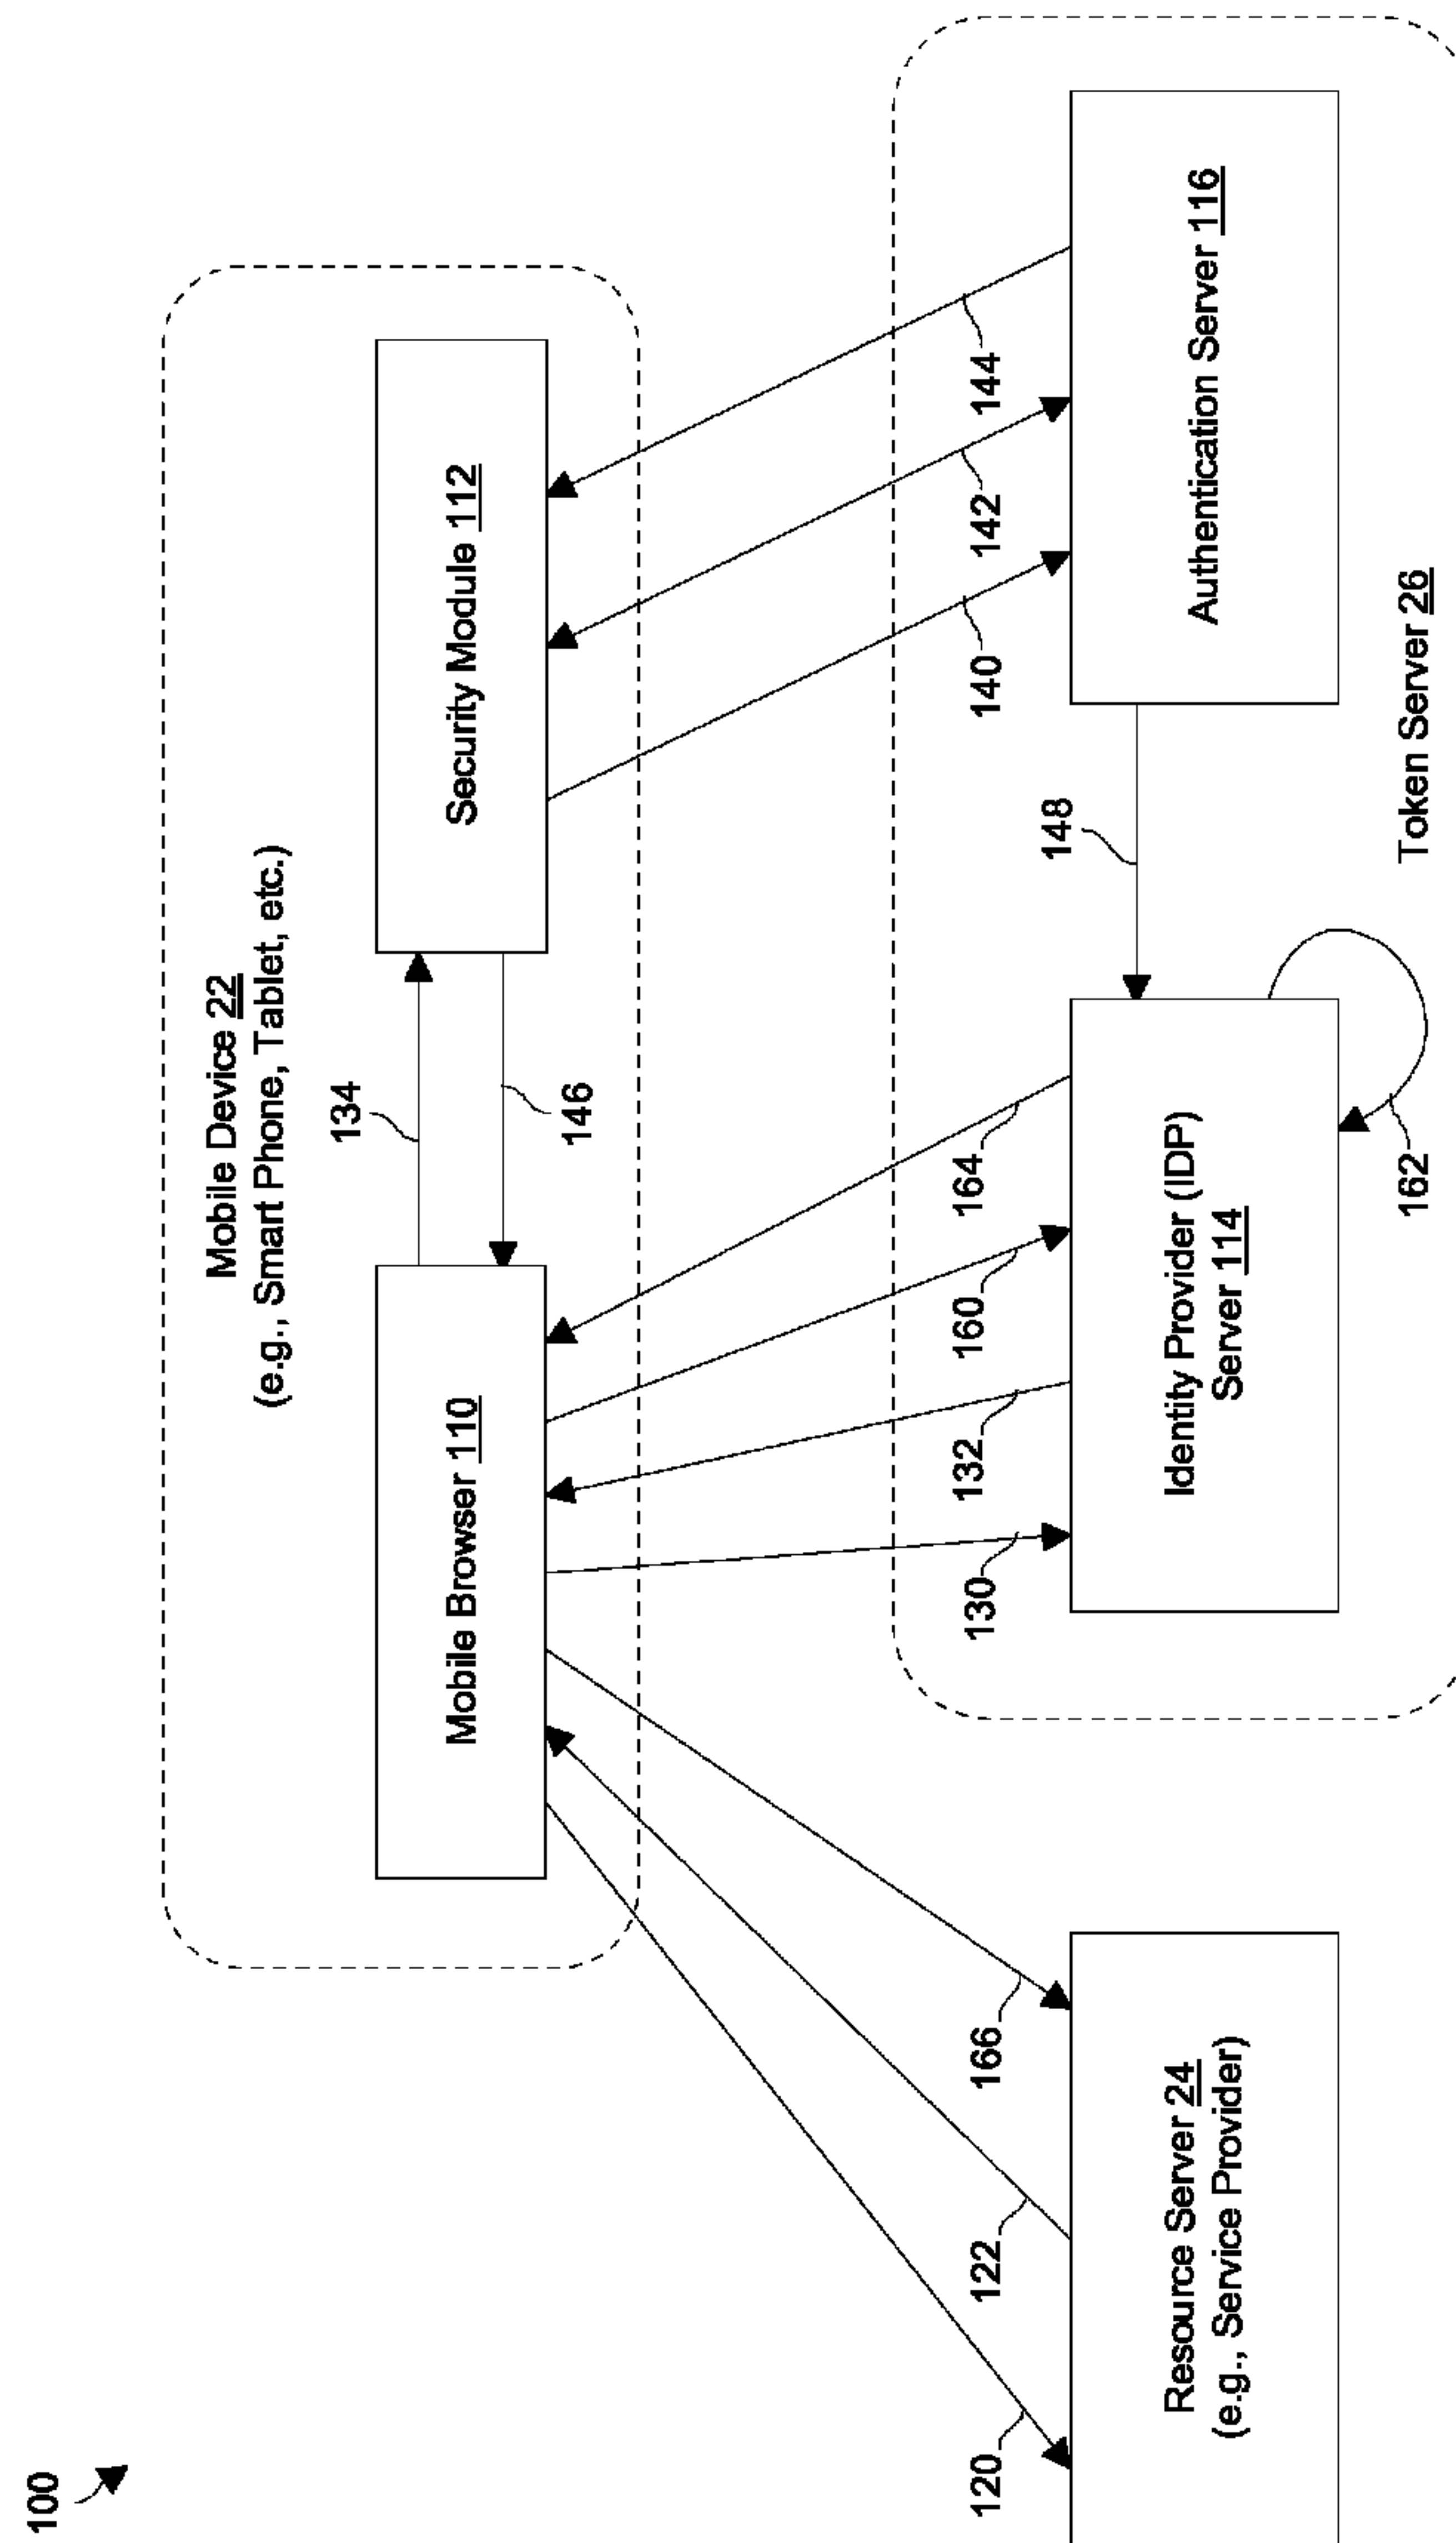 100
Mobile Device 22
(e.g., Smart Phone, Tablet, etc.)
Mobile Browser 110
134
146
Security Module 112
120
122
166
130
132
160
164
140
142
144
148
Resource Server 24
(e.g., Service Provider)
Identity Provider (IDP)
Server 114
Authentication Server 116
162
Token Server 26